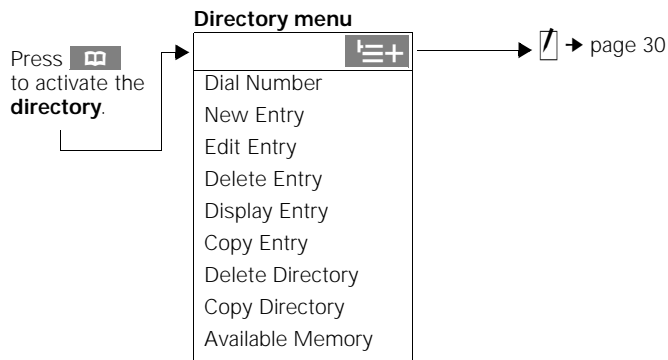 Directory menu
Press
to activate the
directory.
page 30
Dial Number
New Entry
Edit Entry
Delete Entry
Display Entry
Copy Entry
Delete Directory
Copy Directory
Available Memory